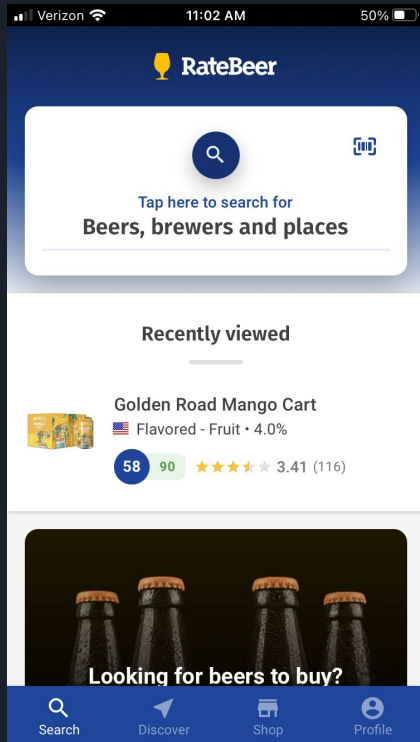 Verizon 11:02 AM 50%
RateBeer
Tap here to search for
Beers, brewers and places
Recently viewed
Golden Road Mango Cart
Flavored - Fruit • 4.0%
58 90 3.41 (116)
Looking for beers to buy?
Search Discover Shop Profile